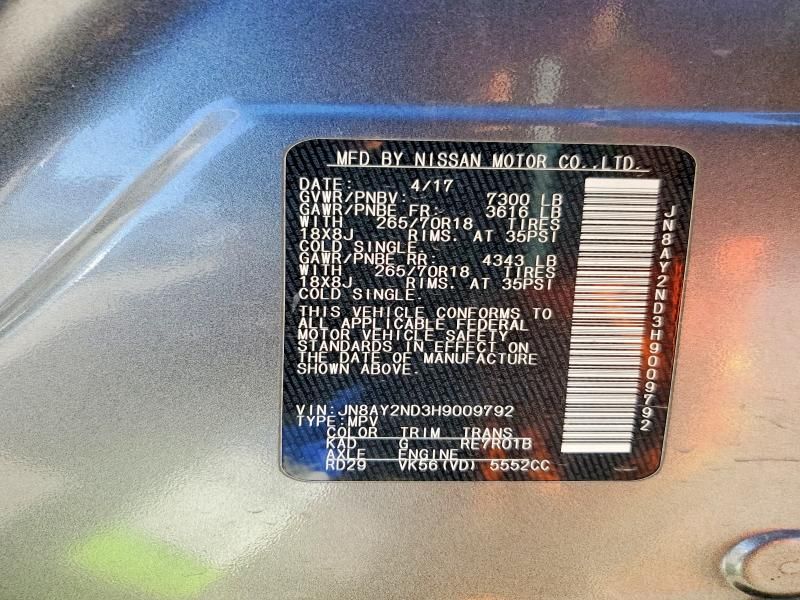 MFD BY NISSAN MOTOR CO.,LTD.
DATE: 4/17
GVWR/PNBV: 7300 LB
GAWR/PNBE FR: 3616 LB
WITH 265/70R18 TIRES
18X8J RIMS. AT 35PSI
COLD SINGLE.
GAWR/PNBE RR: 4343 LB
WITH 265/70R18 TIRES
18X8J RIMS. AT 35PSI
COLD SINGLE.
THIS VEHICLE CONFORMS TO
ALL APPLICABLE FEDERAL
MOTOR VEHICLE SAFETY
STANDARDS IN EFFECT ON
THE DATE OF MANUFACTURE
SHOWN ABOVE.
VIN:JN8AY2ND3H9009792
TYPE:MPV
COLOR TRIM TRANS
KAD G RE7R01B
AXLE ENGINE
RD29 VK56(VD) 5552CC
JN8AY2ND3H9009792